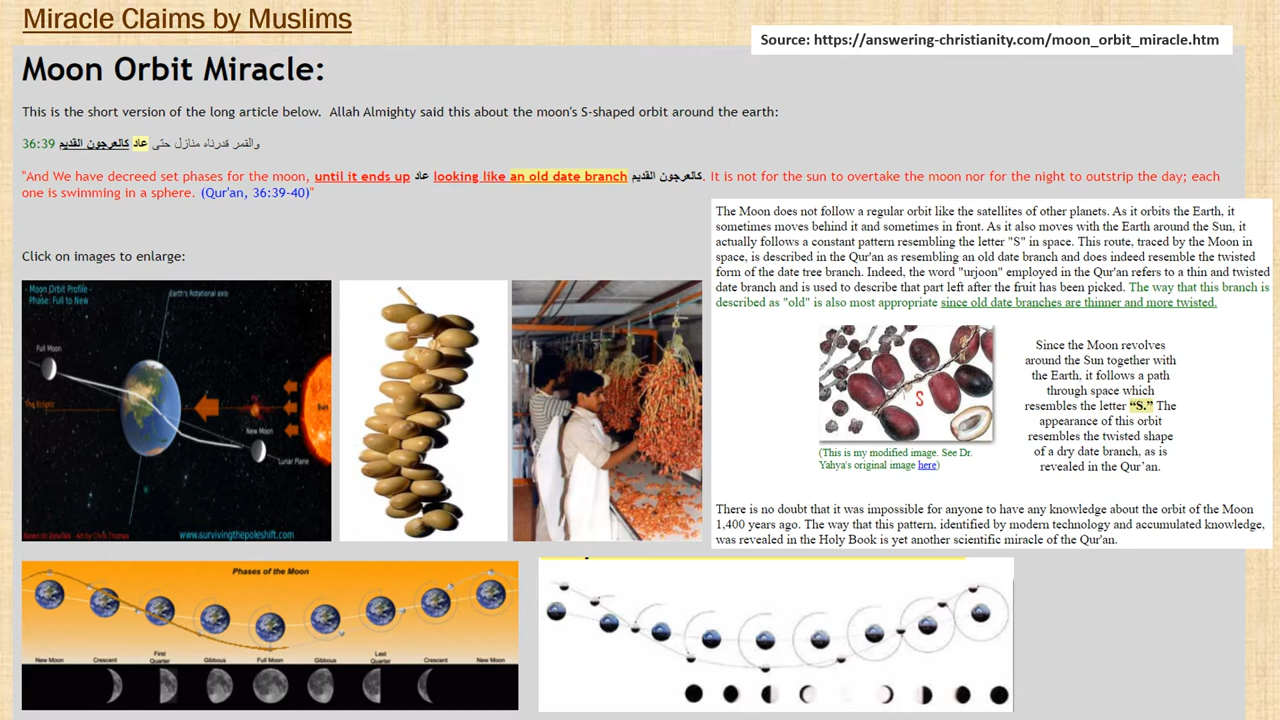 Miracle Claims by Muslims
Source: https://answering-christianity.com/moon_orbit_miracle.htm
Moon Orbit Miracle:
This is the short version of the long article below.  Allah Almighty said this about the moon's S-shaped orbit around the earth:
36:39 والقمر قدرناه منازل حتى عاد كالعرجون القديم
"And We have decreed set phases for the moon, until it ends up عاد looking like an old date branch كالعرجون القديم. It is not for the sun to overtake the moon nor for the night to outstrip the day; each
one is swimming in a sphere. (Qur'an, 36:39-40)"
Click on images to enlarge:
- Moon Orbit Profile -
Phase: Full to New
Earth's Rotational axis
Full Moon
The Ecliptic
Sun
New Moon
Lunar Plane
www.survivingthepoleshift.com
The Moon does not follow a regular orbit like the satellites of other planets. As it orbits the Earth, it
sometimes moves behind it and sometimes in front. As it also moves with the Earth around the Sun, it
actually follows a constant pattern resembling the letter "S" in space. This route, traced by the Moon in
space, is described in the Qur'an as resembling an old date branch and does indeed resemble the twisted
form of the date tree branch. Indeed, the word "urjoon" employed in the Qur'an refers to a thin and twisted
date branch and is used to describe that part left after the fruit has been picked. The way that this branch is
described as "old" is also most appropriate since old date branches are thinner and more twisted.
S
(This is my modified image. See Dr.
Yahya's original image here)
Since the Moon revolves
around the Sun together with
the Earth, it follows a path
through space which
resembles the letter “S.” The
appearance of this orbit
resembles the twisted shape
of a dry date branch, as is
revealed in the Qur’an.
There is no doubt that it was impossible for anyone to have any knowledge about the orbit of the Moon
1,400 years ago. The way that this pattern, identified by modern technology and accumulated knowledge,
was revealed in the Holy Book is yet another scientific miracle of the Qur'an.
Phases of the Moon
New Moon Crescent First Quarter Gibbous Full Moon Gibbous Last Quarter Crescent New Moon